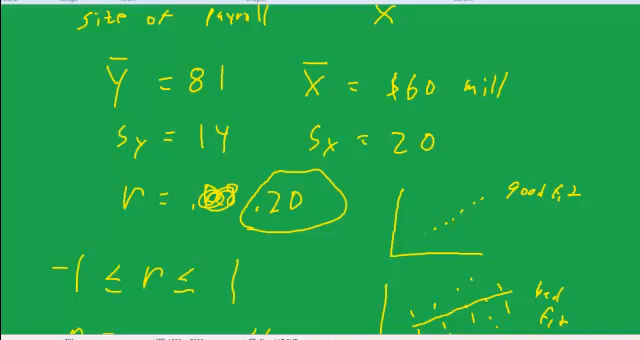 size of payroll X
Y = 81 X = $60 mill
sy = 14 sx = 20
r = . .20
good fit
-1 ≤ r ≤ 1
bad
fit